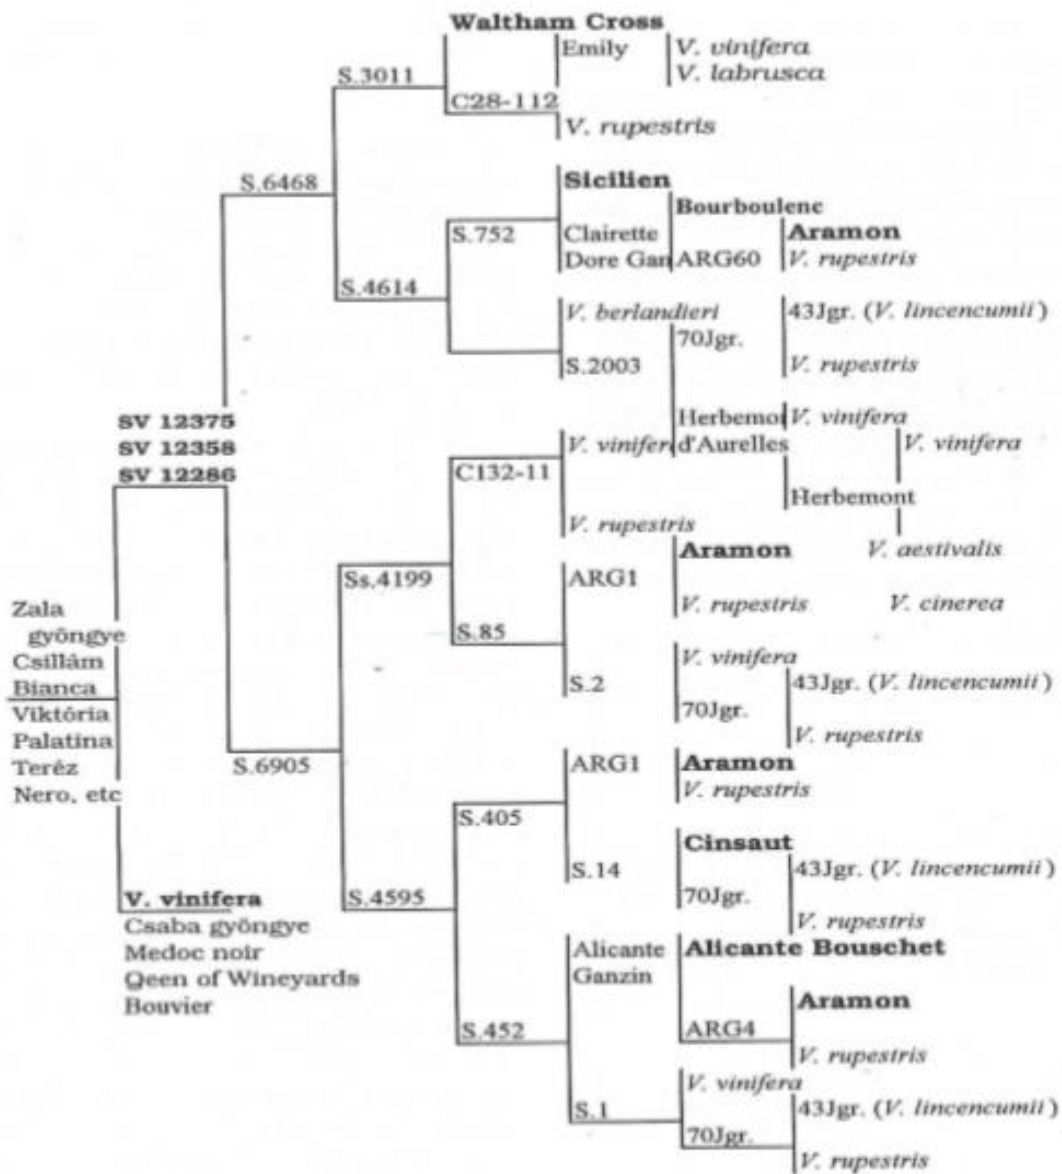 Waltham Cross
Emily
V. vinifera
V. labrusca
S.3011
C28-112
V. rupestris
S.6468
Sicilien
Bourboulenc
S.752
Clairette
Dore Gan
ARG60
Aramon
V. rupestris
S.4614
V. berlandieri
70Jgr.
43Jgr. (V. lincencumii)
S.2003
V. rupestris
SV 12375
SV 12358
SV 12286
Herbemo
d'Aurelles
V. vinifera
V. vinifera
V. vinifer
C132-11
Herbemont
V. rupestris
V. aestivalis
V. cinerea
Ss.4199
ARG1
Aramon
V. rupestris
S.85
S.2
V. vinifera
70Jgr.
43Jgr. (V. lincencumii)
V. rupestris
Zala
gyöngye
Csillâm
Bianca
Viktória
Palatina
Teréz
Nero, etc
S.6905
ARG1
Aramon
V. rupestris
S.405
S.14
Cinsaut
70Jgr.
43Jgr. (V. lincencumii)
V. rupestris
S.4595
V. vinifera
Csaba gyöngye
Medoc noir
Qeen of Wineyards
Bouvier
Alicante
Ganzin
Alicante Bouschet
Aramon
ARG4
V. rupestris
S.452
S.1
V. vinifera
70Jgr.
43Jgr. (V. lincencumii)
V. rupestris